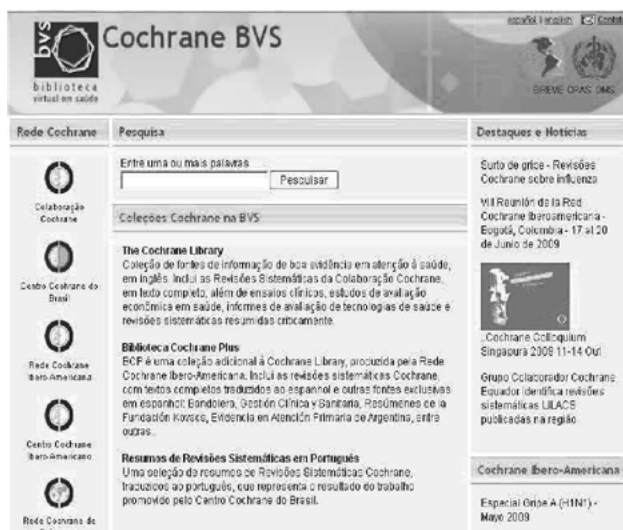 español | english
Contato
bvs
Cochrane BVS
biblioteca
virtual em saúde
BIREME OPAS OMS
Rede Cochrane
Colaboração
Cochrane
Centro Cochrane do
Brasil
Rede Cochrane
Ibero-Americana
Centro Cochrane
Ibero-Americano
Rede Cochrane de
Pesquisa
Entre uma ou mais palavras
Pesquisar
Coleções Cochrane na BVS
The Cochrane Library
Coleção de fontes de informação de boa evidência em atenção à saúde,
em inglês. Inclui as Revisões Sistemáticas da Colaboração Cochrane,
em texto completo, além de ensaios clínicos, estudos de avaliação
econômica em saúde, informes de avaliação de tecnologias de saúde e
revisões sistemáticas resumidas criticamente.
Biblioteca Cochrane Plus
BCP é uma coleção adicional à Cochrane Library, produzida pela Rede
Cochrane Ibero-Americana. Inclui as revisões sistemáticas Cochrane,
com textos completos traduzidos ao espanhol e outras fontes exclusivas
em espanhol: Bandolera, Gestión Clínica y Sanitaria, Resúmenes de la
Fundación Kovacs, Evidencia en Atención Primaria de Argentina, entre
outras.
Resumos de Revisões Sistemáticas em Português
Uma seleção de resumos de Revisões Sistemáticas Cochrane,
traduzidos ao português, que representa o resultado do trabalho
promovido pelo Centro Cochrane do Brasil.
Destaques e Notícias
Surto de gripe - Revisões
Cochrane sobre influenza
VII Reunión de la Red
Cochrane Iberoamericana -
Bogotá, Colombia - 17 al 20
de Junio de 2009
..Cochrane Colloquium
Singapura 2009 11-14 Out
Grupo Colaborador Cochrane
Equador identifica revisões
sistemáticas LILACS
publicadas na região
Cochrane Ibero-Americana
Especial Gripe A (H1N1) -
Mayo 2009